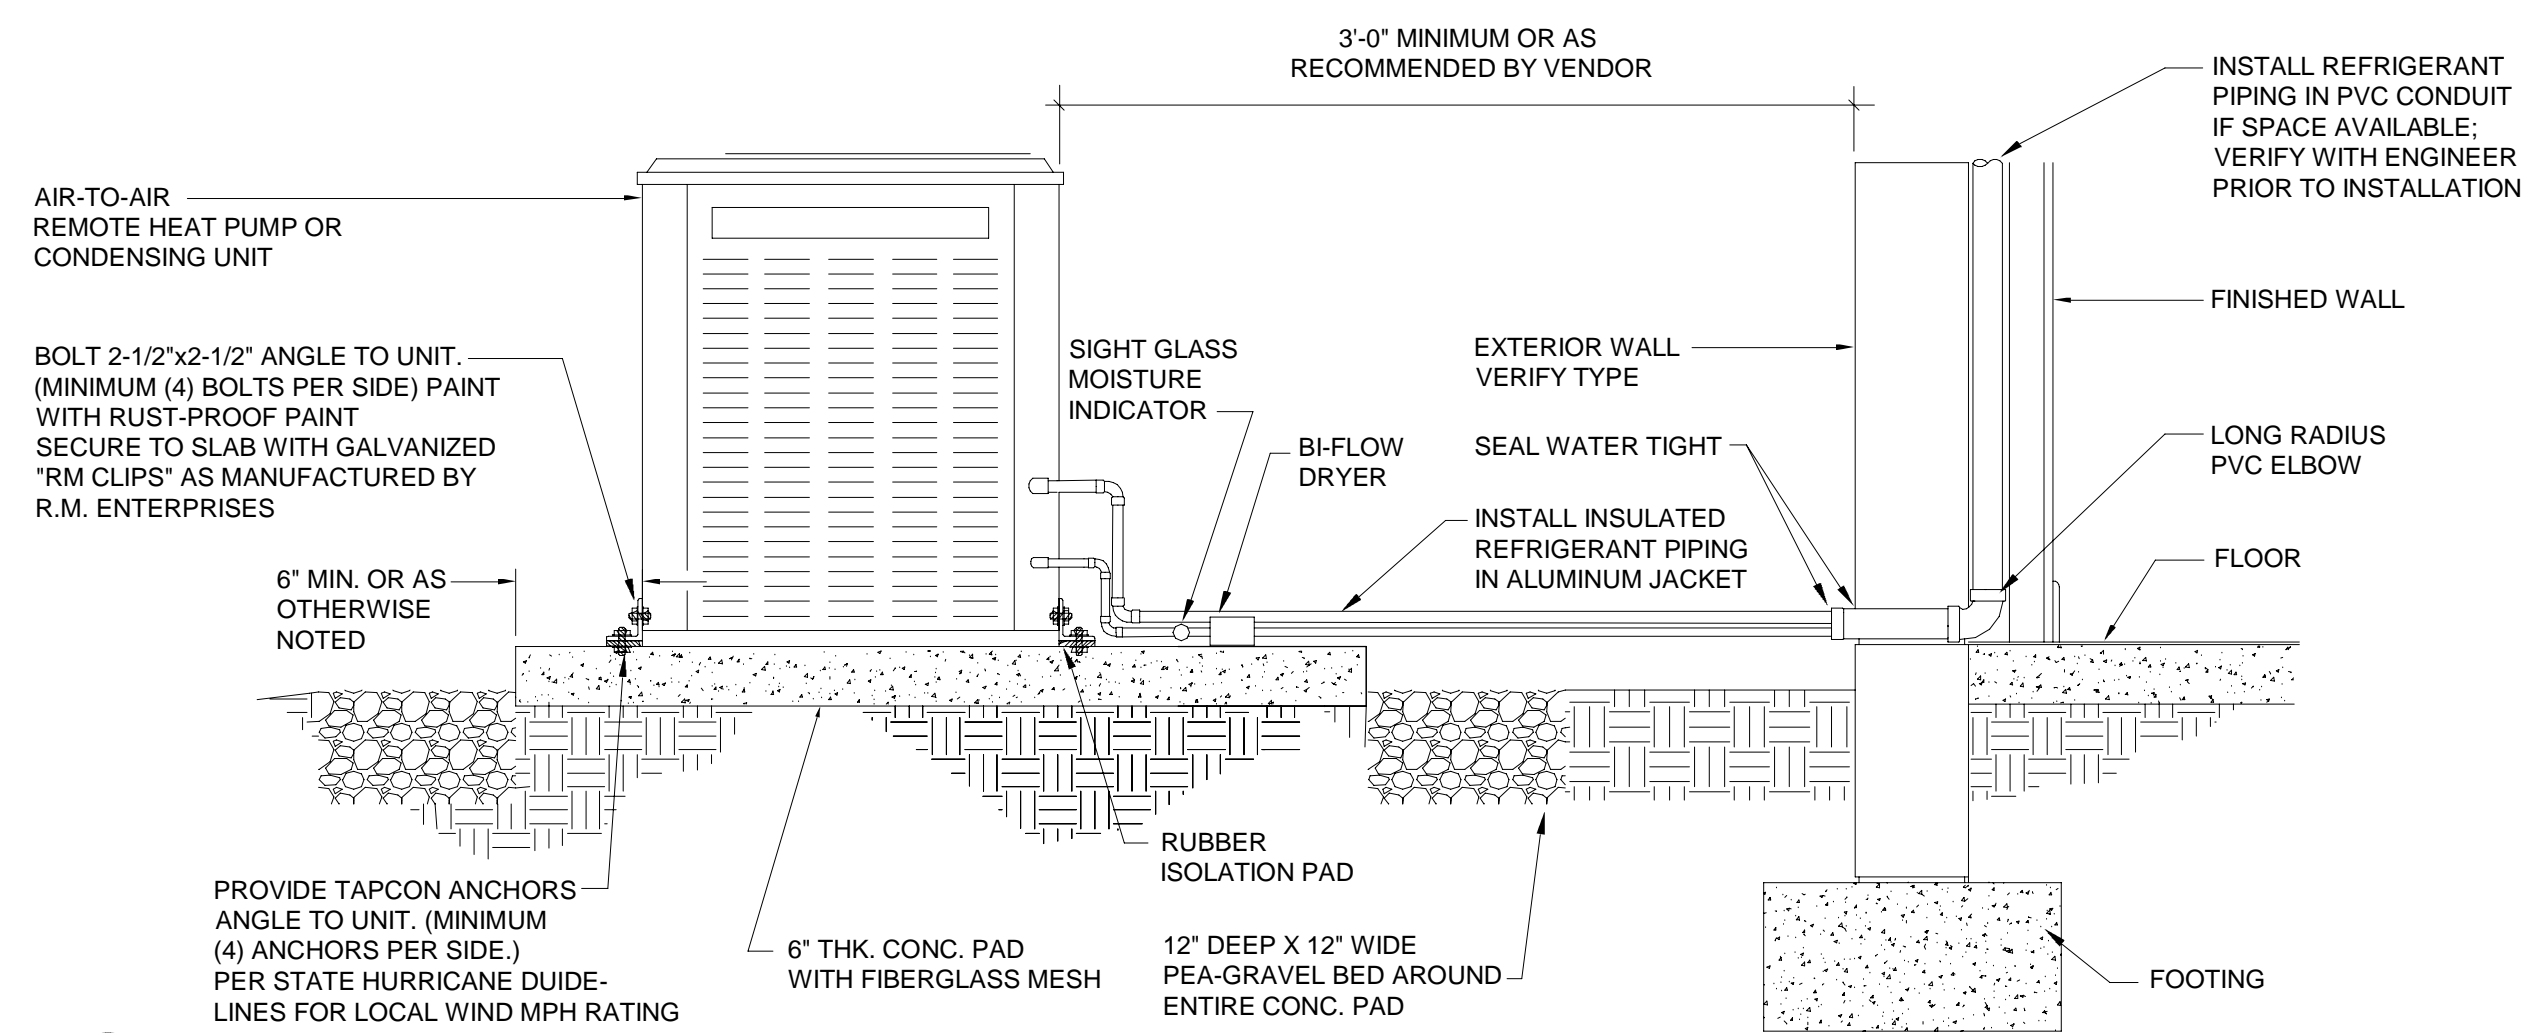 3'-0" MINIMUM OR AS
RECOMMENDED BY VENDOR
INSTALL REFRIGERANT
PIPING IN PVC CONDUIT
IF SPACE AVAILABLE;
VERIFY WITH ENGINEER
PRIOR TO INSTALLATION
AIR-TO-AIR
REMOTE HEAT PUMP OR
CONDENSING UNIT
FINISHED WALL
BOLT 2-1/2"x2-1/2" ANGLE TO UNIT.
(MINIMUM (4) BOLTS PER SIDE) PAINT
WITH RUST-PROOF PAINT
SECURE TO SLAB WITH GALVANIZED
"RM CLIPS" AS MANUFACTURED BY
R.M. ENTERPRISES
SIGHT GLASS
MOISTURE
INDICATOR
EXTERIOR WALL
VERIFY TYPE
BI-FLOW
DRYER
SEAL WATER TIGHT
LONG RADIUS
PVC ELBOW
INSTALL INSULATED
REFRIGERANT PIPING
IN ALUMINUM JACKET
FLOOR
6" MIN. OR AS
OTHERWISE
NOTED
RUBBER
ISOLATION PAD
PROVIDE TAPCON ANCHORS
ANGLE TO UNIT. (MINIMUM
(4) ANCHORS PER SIDE.)
PER STATE HURRICANE DUIDE-
LINES FOR LOCAL WIND MPH RATING
6" THK. CONC. PAD
WITH FIBERGLASS MESH
12" DEEP X 12" WIDE
PEA-GRAVEL BED AROUND
ENTIRE CONC. PAD
FOOTING